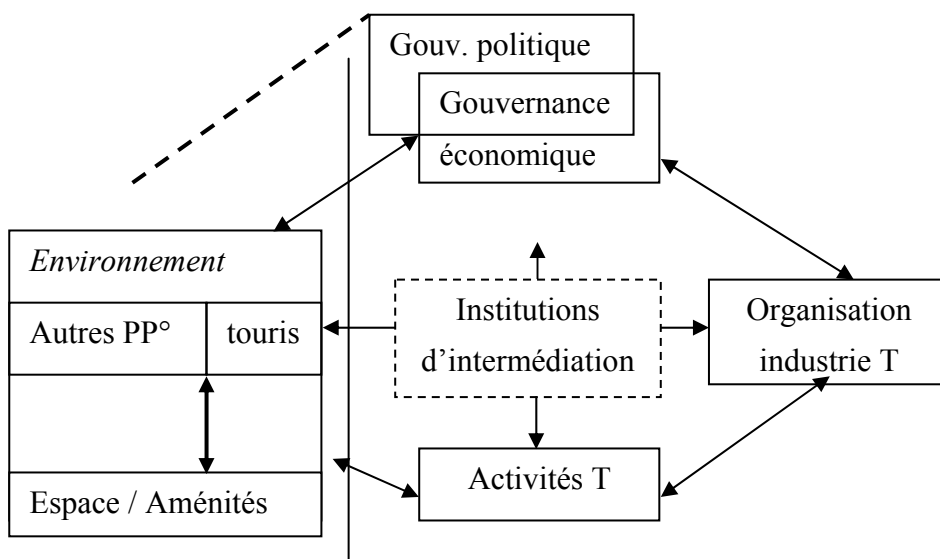 Gouv. politique
Gouvernance
économique
Environnement
Autres PP°
touris
Espace / Aménités
Institutions
d’intermédiation
Organisation
industrie T
Activités T